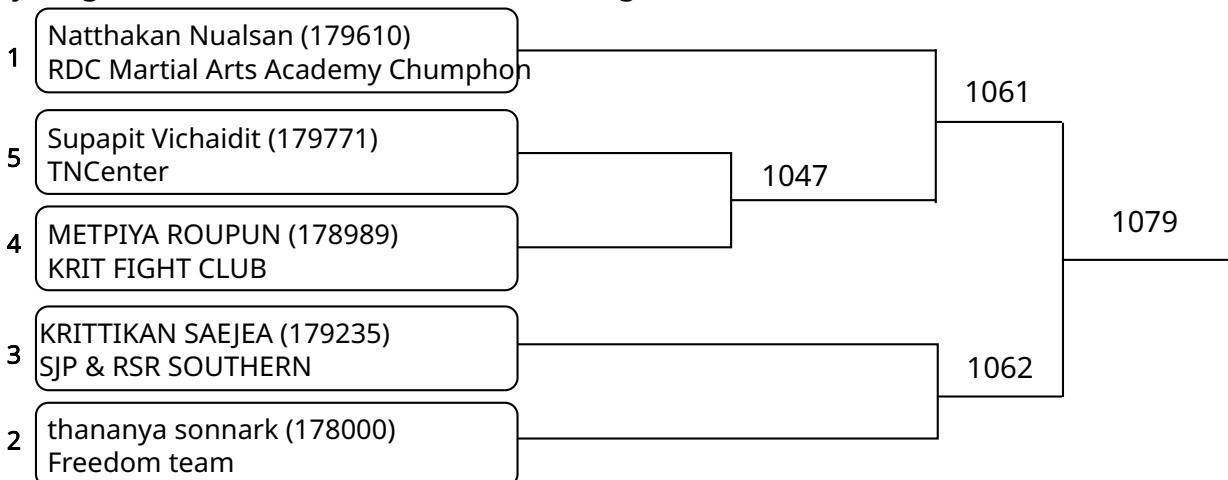 1
Natthakan Nualsan (179610)
RDC Martial Arts Academy Chumphon
1061
5
Supapit Vichaidit (179771)
TNCenter
1047
4
METPIYA ROUPUN (178989)
KRIT FIGHT CLUB
1079
3
KRITTIKAN SAEJEA (179235)
SJP & RSR SOUTHERN
1062
2
thananya sonnark (178000)
Freedom team